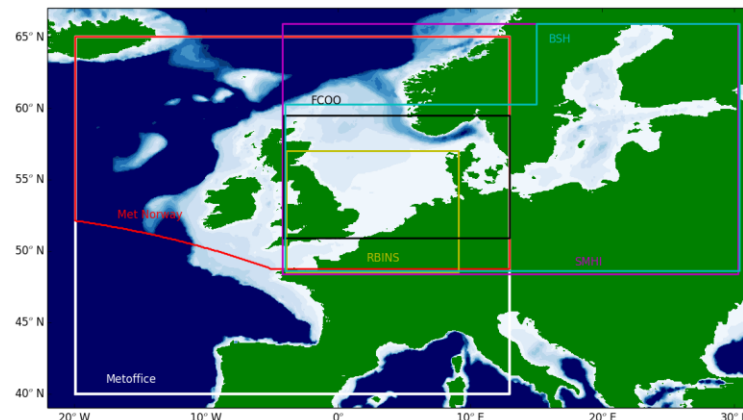 65° N
BSH
60° N
FCOO
55° N
Met Norway
50° N
RBINS
SMHI
45° N
Metoffice
40° N
20° W
10° W
0°
10° E
20° E
30° E